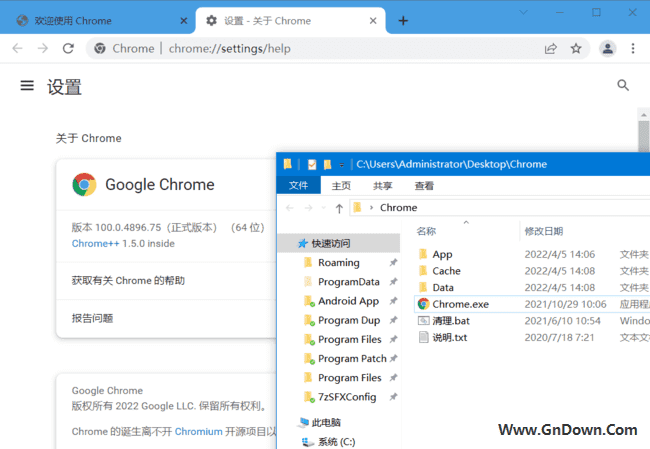 欢迎使用 Chrome
设置 - 关于 Chrome
Chrome | chrome://settings/help
设置
关于 Chrome
Google Chrome
版本 100.0.4896.75（正式版本） （64 位）
Chrome++ 1.5.0 inside
获取有关 Chrome 的帮助
报告问题
Google Chrome
版权所有 2022 Google LLC. 保留所有权利。
Chrome 的诞生离不开 Chromium 开源项目以
C:\Users\Administrator\Desktop\Chrome
文件 主页 共享 查看
Chrome
快速访问
Roaming
ProgramData
Android App
Program Dup
Program Files
Program Patch
Program Files
7zSFXConfig
此电脑
系统 (C:)
名称 修改日期
App 2022/4/5 14:06 文件夹
Cache 2022/4/5 14:08 文件夹
Data 2022/4/5 14:08 文件夹
Chrome.exe 2021/10/29 10:06 应用程
清理.bat 2021/6/10 10:54 Windo
说明.txt 2020/7/18 7:21 文本文
Www.GnDown.Com